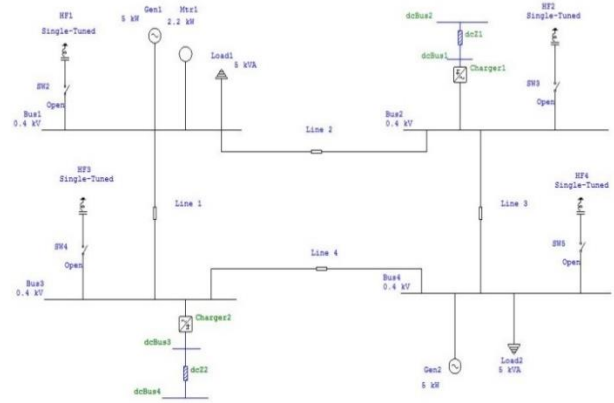 HF1
Single-Tuned
SW2
Open
Bus1
0.4 kV
Gen1
5 kW
Mtr1
2.2 kW
Load1
5 kVA
dcBus2
dcZ1
dcBus1
Charger1
HF2
Single-Tuned
SW3
Open
Bus2
0.4 kV
Line 2
HF3
Single-Tuned
SW4
Open
Bus3
0.4 kV
Line 1
Line 3
Line 4
HF4
Single-Tuned
SW5
Open
Bus4
0.4 kV
Charger2
dcBus3
dcZ2
dcBus4
Gen2
5 kW
Load2
5 kVA